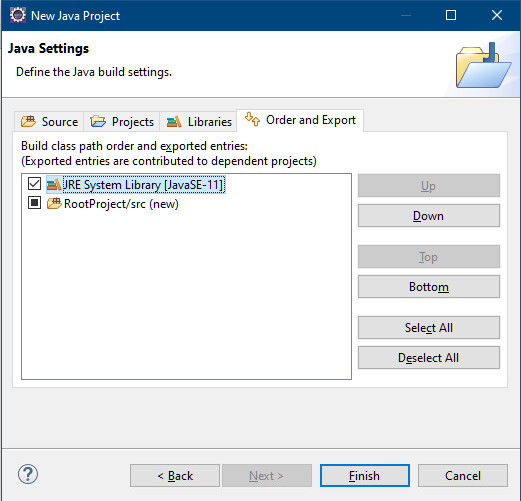 New Java Project
Java Settings
Define the Java build settings.
Source
Projects
Libraries
Order and Export
Build class path order and exported entries:
(Exported entries are contributed to dependent projects)
JRE System Library [JavaSE-11]
RootProject/src (new)
Up
Down
Top
Bottom
Select All
Deselect All
? < Back Next > Finish Cancel